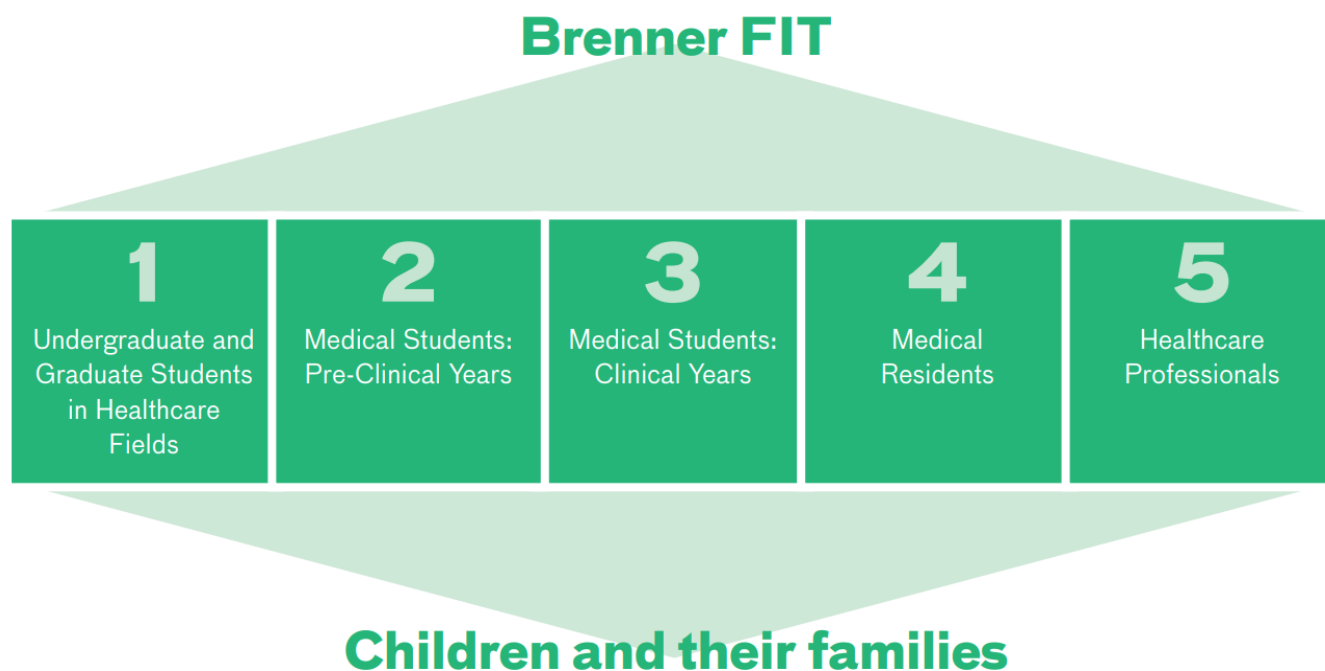 Brenner FIT
1
Undergraduate and
Graduate Students
in Healthcare
Fields
2
Medical Students:
Pre-Clinical Years
3
Medical Students:
Clinical Years
4
Medical
Residents
5
Healthcare
Professionals
Children and their families